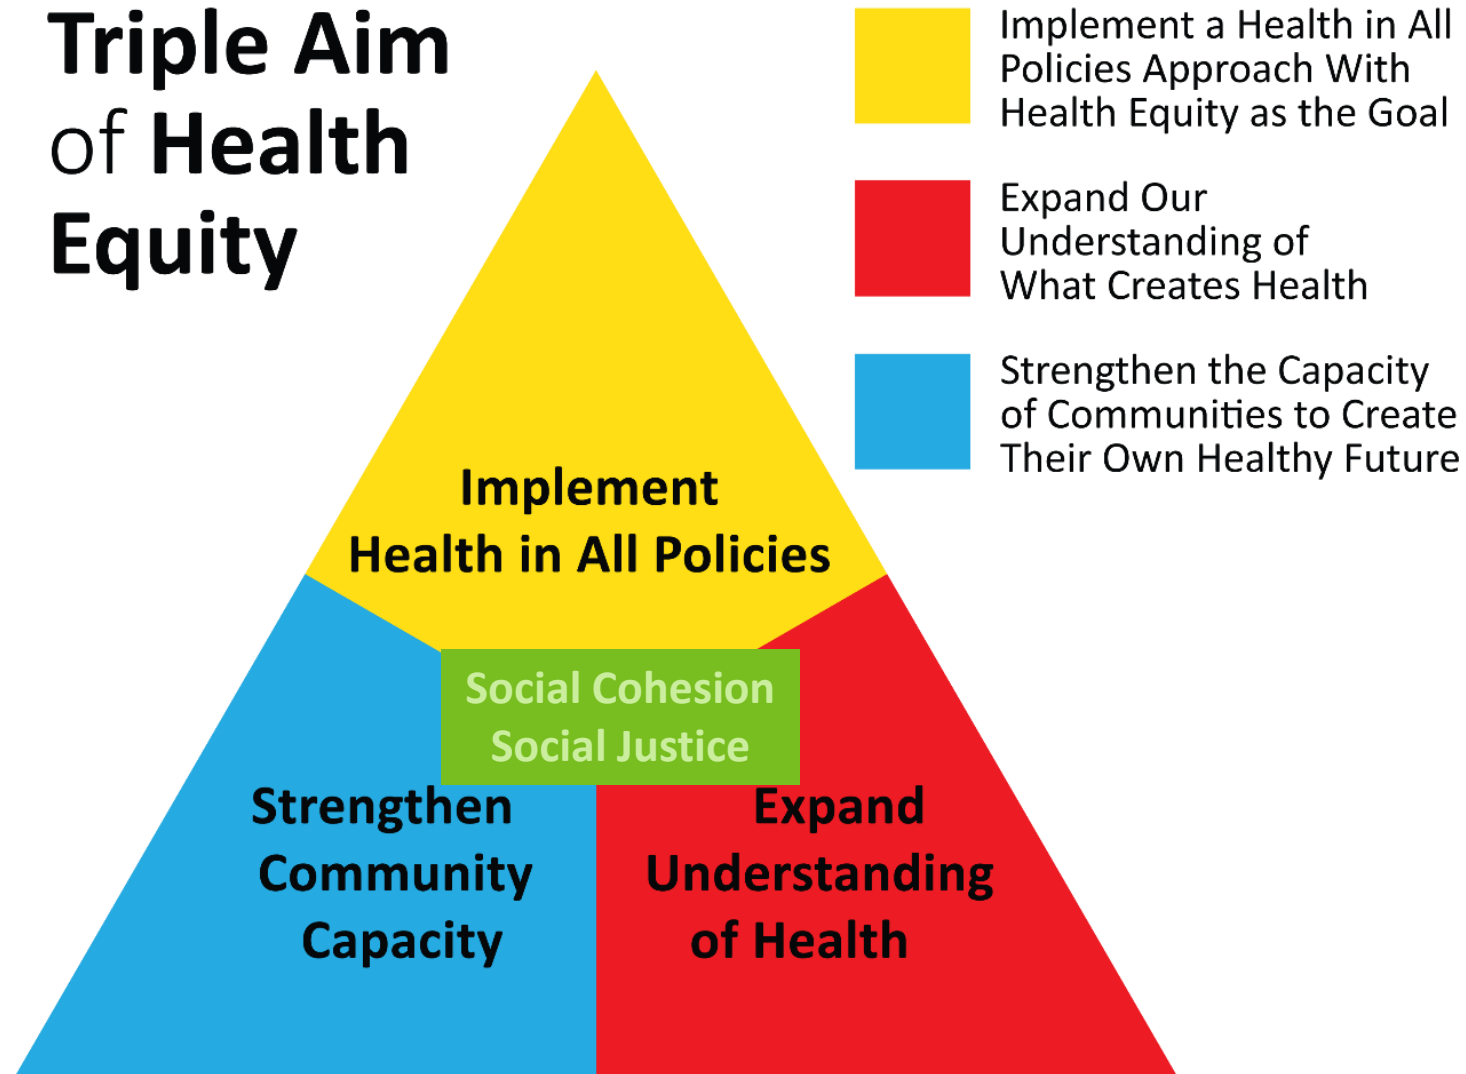 Triple Aim
of Health
Equity
Implement a Health in All
Policies Approach With
Health Equity as the Goal
Expand Our
Understanding of
What Creates Health
Strengthen the Capacity
of Communities to Create
Their Own Healthy Future
Implement
Health in All Policies
Social Cohesion
Social Justice
Strengthen
Community
Capacity
Expand
Understanding
of Health